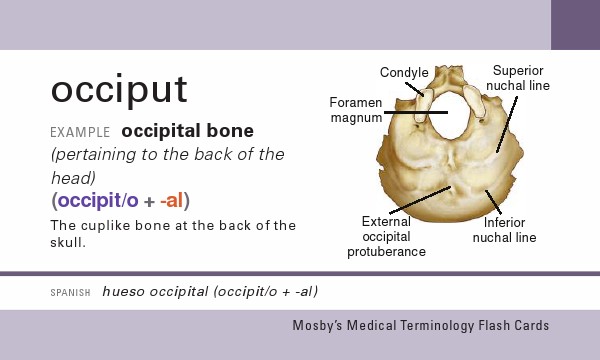 occiput
EXAMPLE occipital bone
(pertaining to the back of the
head)
(occipit/o + -al)
The cuplike bone at the back of the
skull.
Condyle
Superior
nuchal line
Foramen
magnum
External
occipital
protuberance
Inferior
nuchal line
SPANISH hueso occipital (occipit/o + -al)
Mosby's Medical Terminology Flash Cards